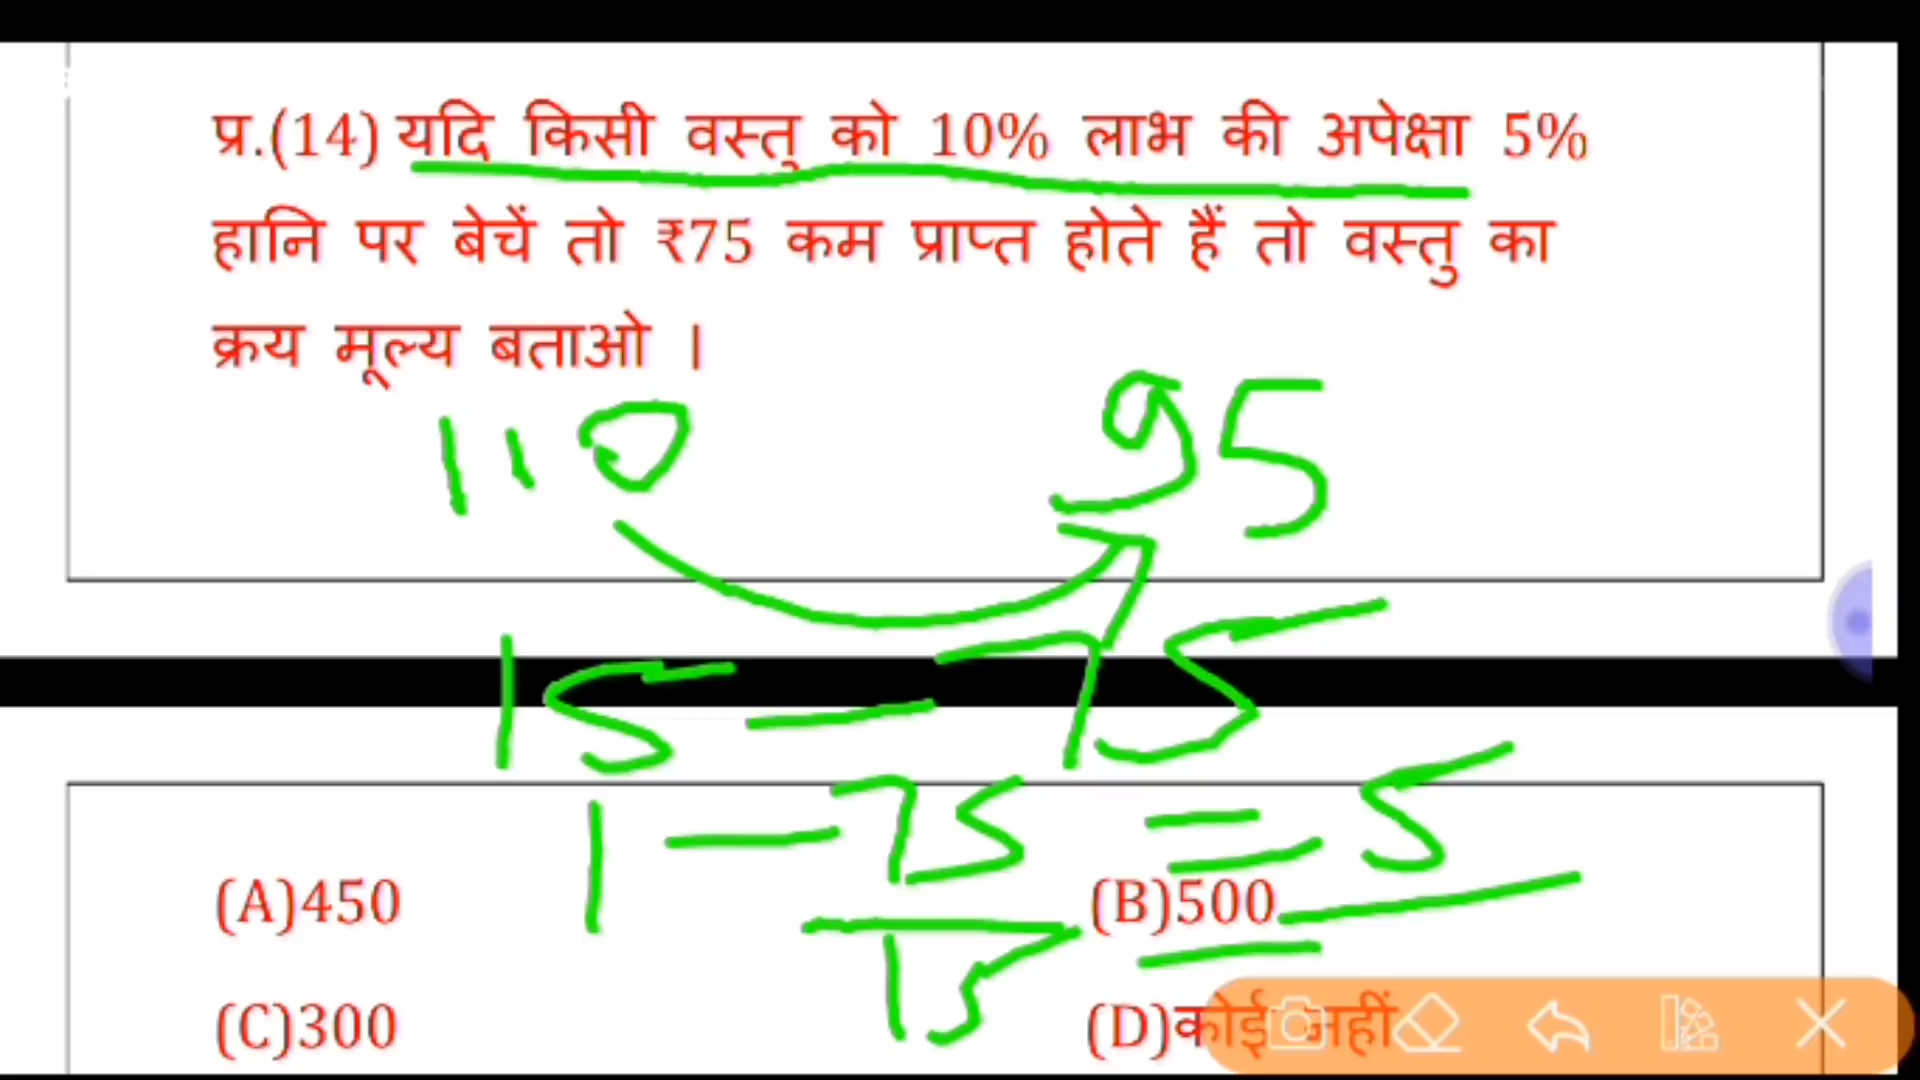 प्र.(14) यदि किसी वस्तु को 10% लाभ की अपेक्षा 5%
हानि पर बेचें तो ₹75 कम प्राप्त होते हैं तो वस्तु का
क्रय मूल्य बताओ ।
110 95
15 — 75
1 — 75/15 = 5
(A)450 (B)500
(C)300 (D)कोई नहीं